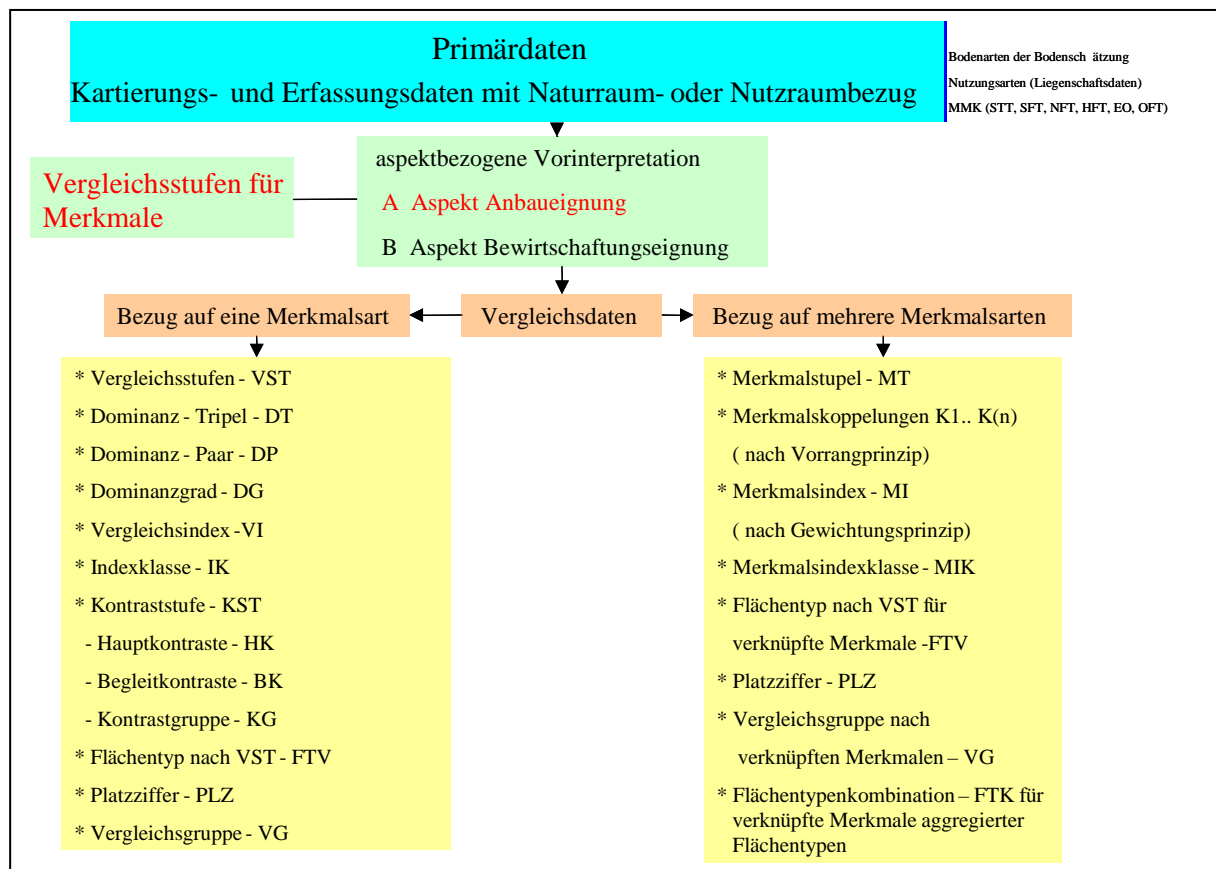 Primärdaten
Kartierungs- und Erfassungsdaten mit Naturraum- oder Nutzraumbezug
Bodenarten der Bodensch ätzung
Nutzungsarten (Liegenschaftsdaten)
MMK (STT, SFT, NFT, HFT, EO, OFT)
Vergleichsstufen für
Merkmale
aspektbezogene Vorinterpretation
A Aspekt Anbaueignung
B Aspekt Bewirtschaftungseignung
Bezug auf eine Merkmalsart
Vergleichsdaten
Bezug auf mehrere Merkmalsarten
* Vergleichsstufen - VST
* Dominanz - Tripel - DT
* Dominanz - Paar - DP
* Dominanzgrad - DG
* Vergleichsindex -VI
* Indexklasse - IK
* Kontraststufe - KST
- Hauptkontraste - HK
- Begleitkontraste - BK
- Kontrastgruppe - KG
* Flächentyp nach VST - FTV
* Platzziffer - PLZ
* Vergleichsgruppe - VG
* Merkmalstupel - MT
* Merkmalskoppelungen K1.. K(n)
( nach Vorrangprinzip)
* Merkmalsindex - MI
( nach Gewichtungsprinzip)
* Merkmalsindexklasse - MIK
* Flächentyp nach VST für
verknüpfte Merkmale -FTV
* Platzziffer - PLZ
* Vergleichsgruppe nach
verknüpften Merkmalen – VG
* Flächentypenkombination – FTK für
verknüpfte Merkmale aggregierter
Flächentypen